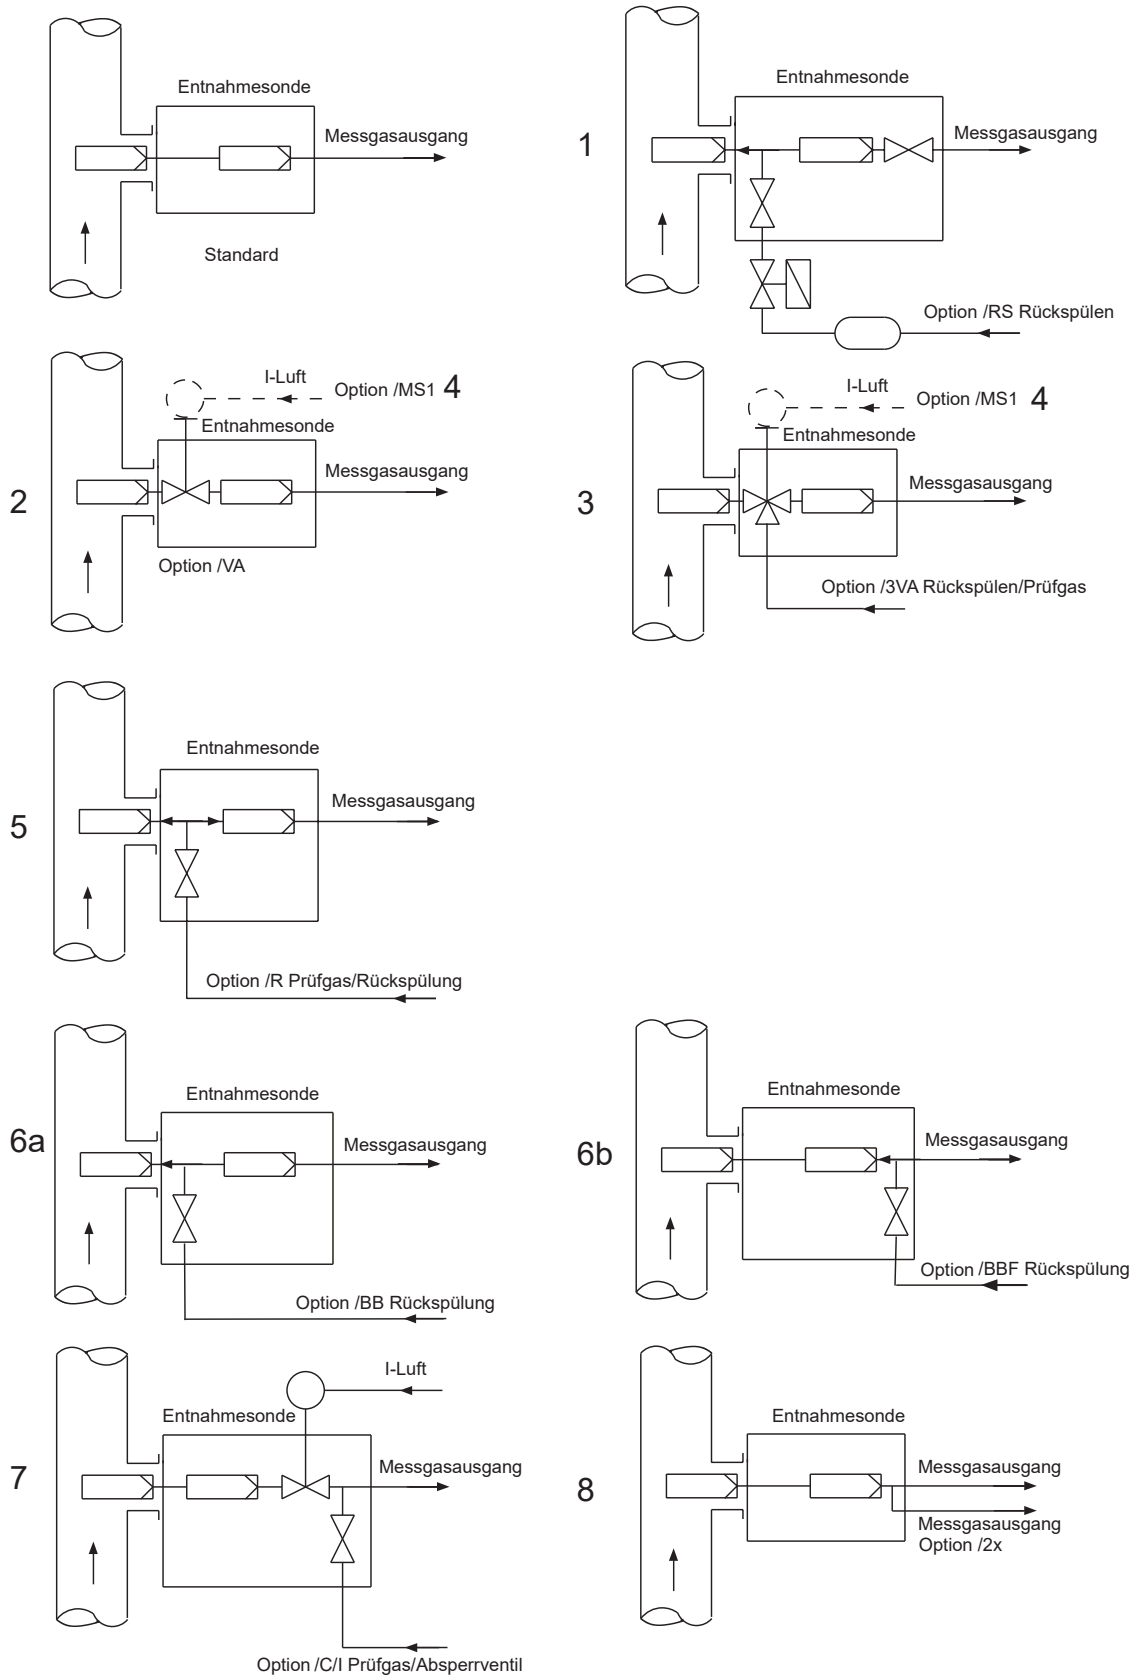 Entnahmesonde
Messgasausgang
Standard
1
Entnahmesonde
Messgasausgang
Option /RS Rückspülen
2
I-Luft
Option /MS1 4
Entnahmesonde
Messgasausgang
Option /VA
3
I-Luft
Option /MS1 4
Entnahmesonde
Messgasausgang
Option /3VA Rückspülen/Prüfgas
5
Entnahmesonde
Messgasausgang
Option /R Prüfgas/Rückspülung
6a
Entnahmesonde
Messgasausgang
Option /BB Rückspülung
6b
Entnahmesonde
Messgasausgang
Option /BBF Rückspülung
7
I-Luft
Entnahmesonde
Messgasausgang
Option /C/I Prüfgas/Absperrventil
8
Entnahmesonde
Messgasausgang
Messgasausgang
Option /2x